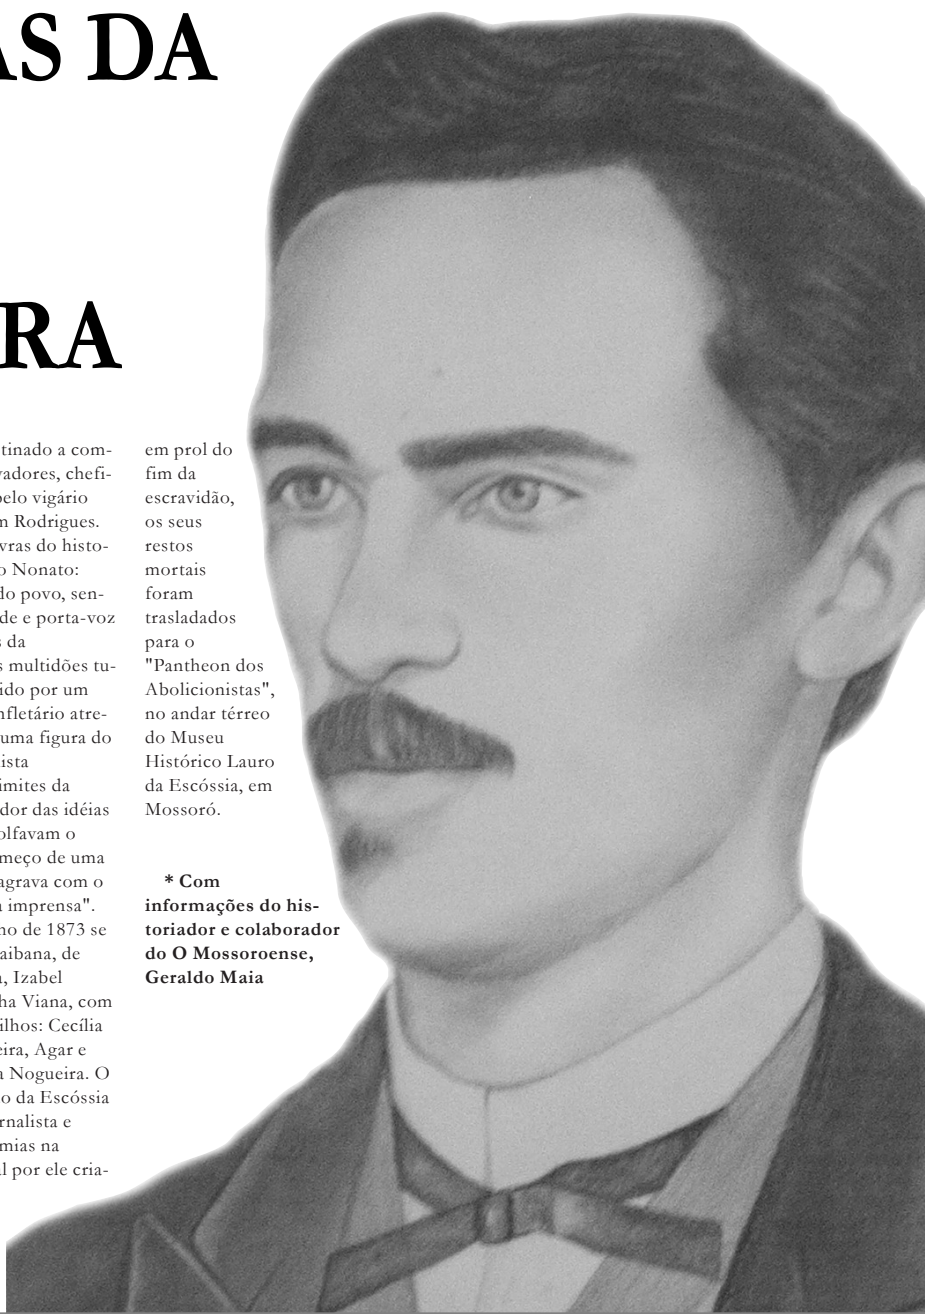 AS DA
RA
tinado a com-
vadores, chefi-
pelo vigário
m Rodrigues.
vras do histo-
o Nonato:
do povo, sen-
de e porta-voz
s da
s multidões tu-
ido por um
nfletário atre-
uma figura do
ista
imites da
dor das idéias
olfavam o
meço de uma
agrava com o
a imprensa".
no de 1873 se
aibana, de
a, Izabel
ha Viana, com
ilhos: Cecília
eira, Agar e
a Nogueira. O
o da Escóssia
rnalista e
mias na
al por ele cria-
em prol do
fim da
escravidão,
os seus
restos
mortais
foram
trasladados
para o
"Pantheon dos
Abolicionistas",
no andar térreo
do Museu
Histórico Lauro
da Escóssia, em
Mossoró.
* Com
informações do his-
toriador e colaborador
do O Mossoroense,
Geraldo Maia